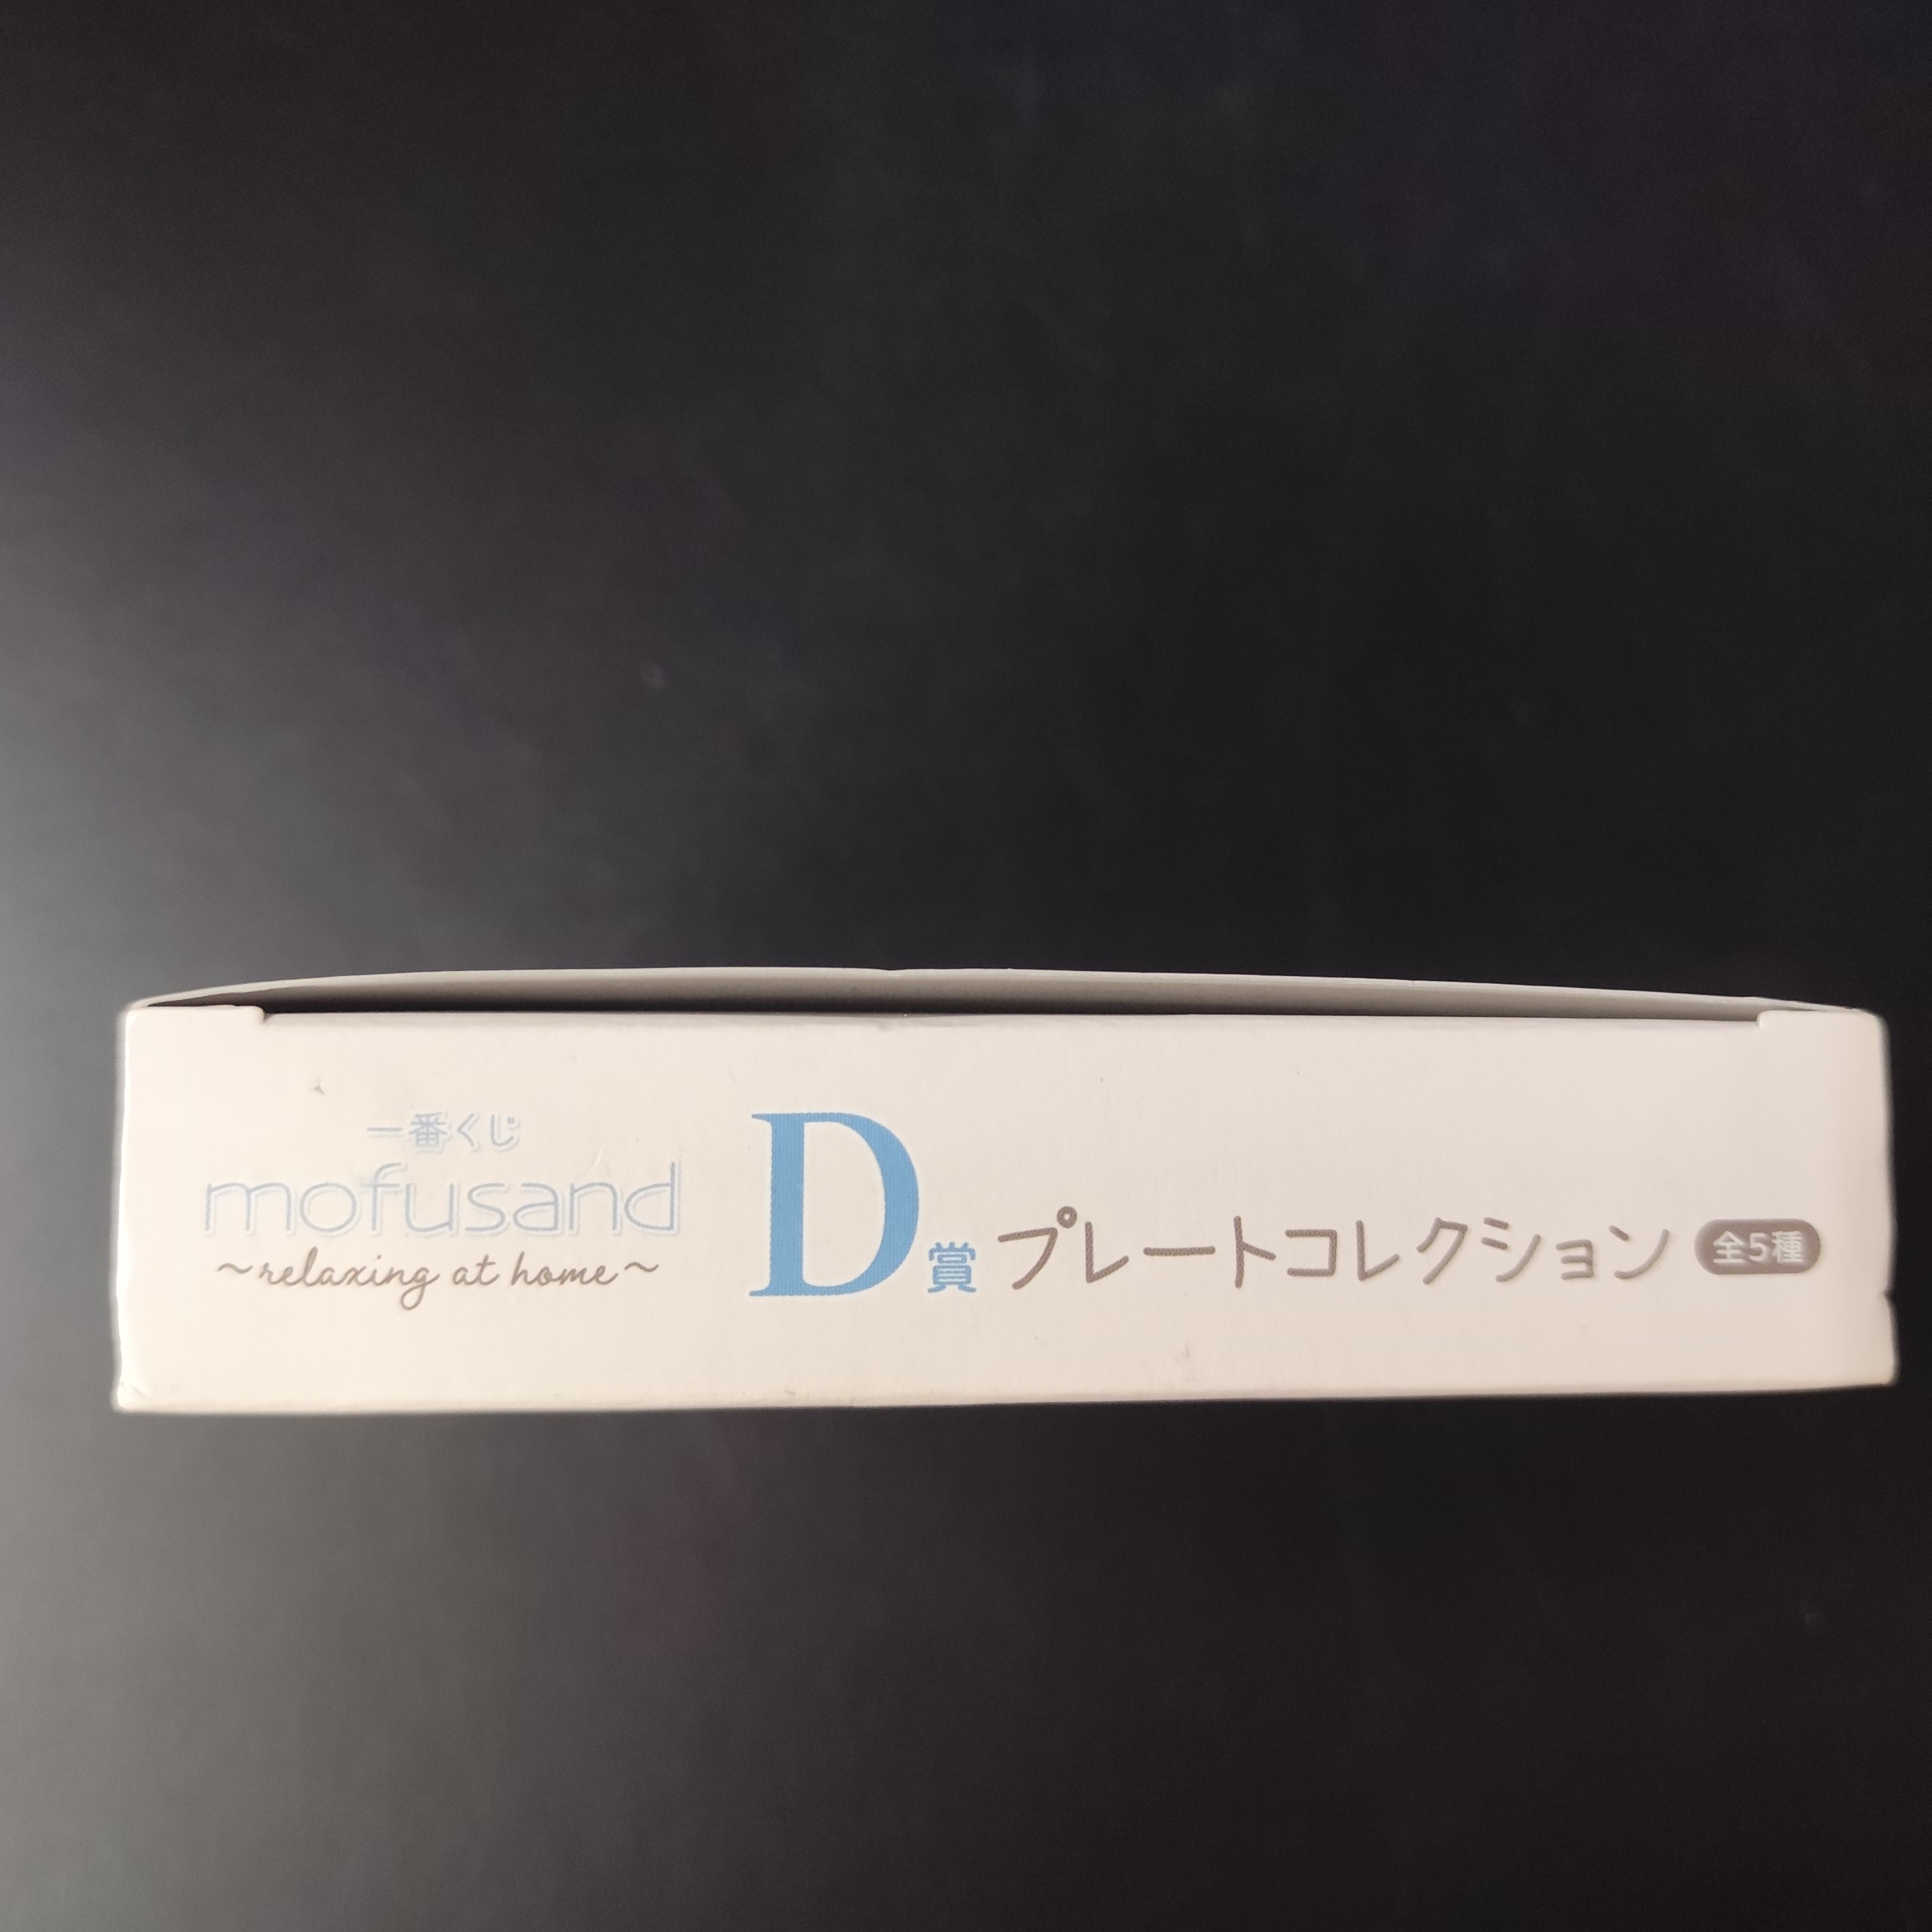 一番くじ
mofusand
～relaxing at home～
D賞 プレートコレクション 全5種